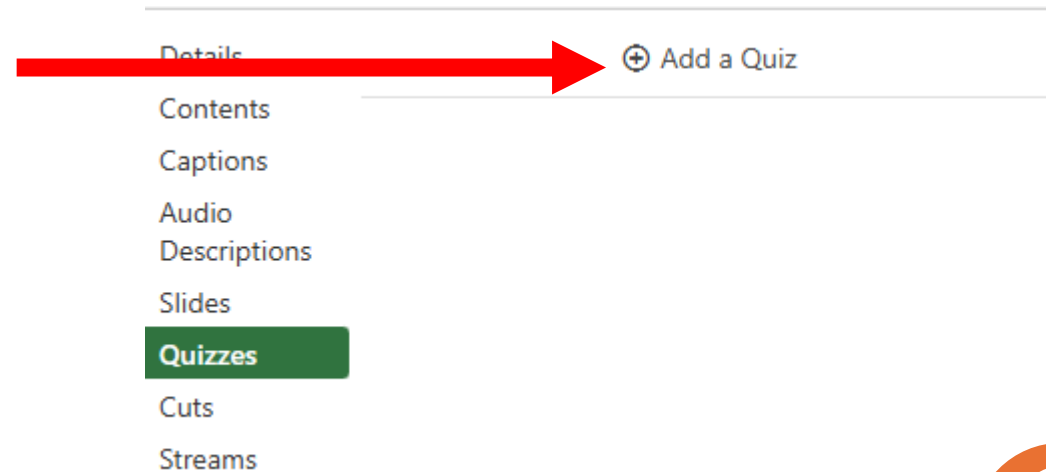 Details
Add a Quiz
Contents
Captions
Audio
Descriptions
Slides
Quizzes
Cuts
Streams